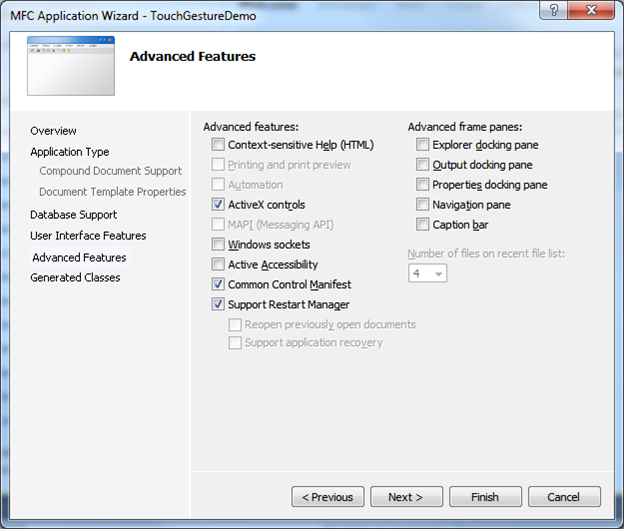 MFC Application Wizard - TouchGestureDemo
Advanced Features
Overview
Application Type
Compound Document Support
Document Template Properties
Database Support
User Interface Features
Advanced Features
Generated Classes
Advanced features:
Context-sensitive Help (HTML)
Printing and print preview
Automation
ActiveX controls
MAPI (Messaging API)
Windows sockets
Active Accessibility
Common Control Manifest
Support Restart Manager
Reopen previously open documents
Support application recovery
Advanced frame panes:
Explorer docking pane
Output docking pane
Properties docking pane
Navigation pane
Caption bar
Number of files on recent file list:
4
< Previous
Next >
Finish
Cancel